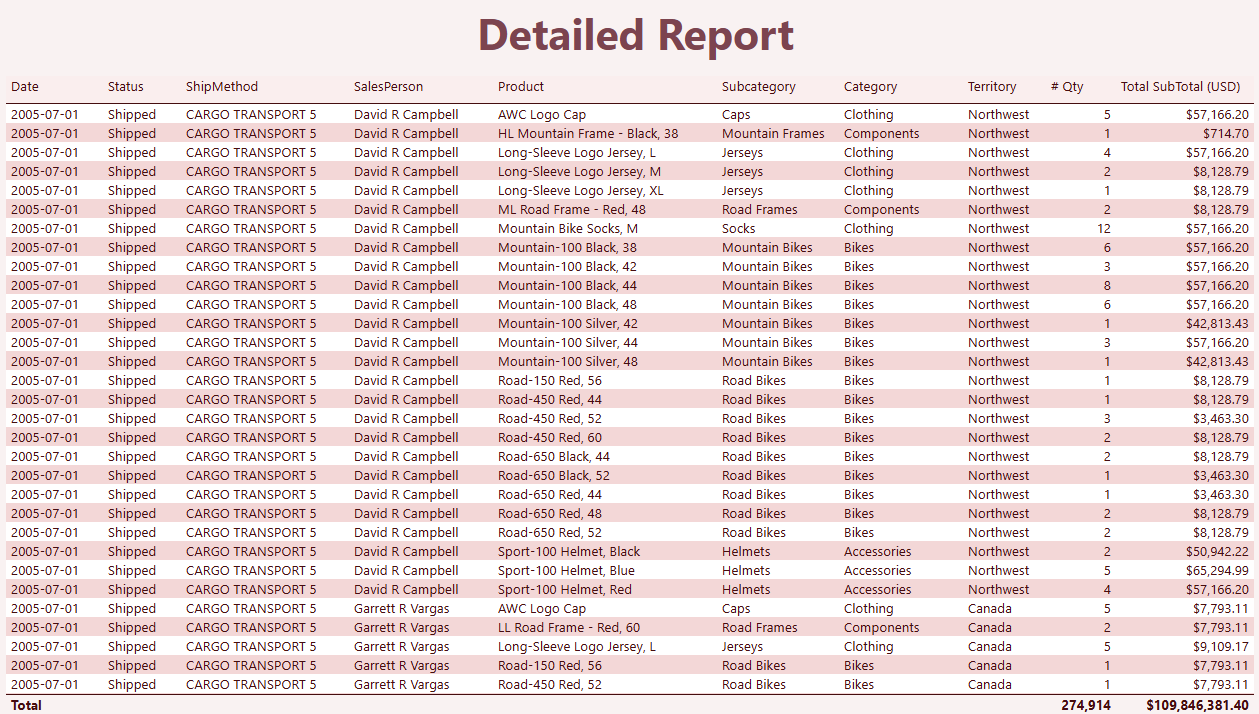 Detailed Report
Date Status ShipMethod SalesPerson Product Subcategory Category Territory # Qty Total SubTotal (USD)
2005-07-01 Shipped CARGO TRANSPORT 5 David R Campbell AWC Logo Cap Caps Clothing Northwest 5 $57,166.20
2005-07-01 Shipped CARGO TRANSPORT 5 David R Campbell HL Mountain Frame - Black, 38 Mountain Frames Components Northwest 1 $714.70
2005-07-01 Shipped CARGO TRANSPORT 5 David R Campbell Long-Sleeve Logo Jersey, L Jerseys Clothing Northwest 4 $57,166.20
2005-07-01 Shipped CARGO TRANSPORT 5 David R Campbell Long-Sleeve Logo Jersey, M Jerseys Clothing Northwest 2 $8,128.79
2005-07-01 Shipped CARGO TRANSPORT 5 David R Campbell Long-Sleeve Logo Jersey, XL Jerseys Clothing Northwest 1 $8,128.79
2005-07-01 Shipped CARGO TRANSPORT 5 David R Campbell ML Road Frame - Red, 48 Road Frames Components Northwest 2 $8,128.79
2005-07-01 Shipped CARGO TRANSPORT 5 David R Campbell Mountain Bike Socks, M Socks Clothing Northwest 12 $57,166.20
2005-07-01 Shipped CARGO TRANSPORT 5 David R Campbell Mountain-100 Black, 38 Mountain Bikes Bikes Northwest 6 $57,166.20
2005-07-01 Shipped CARGO TRANSPORT 5 David R Campbell Mountain-100 Black, 42 Mountain Bikes Bikes Northwest 3 $57,166.20
2005-07-01 Shipped CARGO TRANSPORT 5 David R Campbell Mountain-100 Black, 44 Mountain Bikes Bikes Northwest 8 $57,166.20
2005-07-01 Shipped CARGO TRANSPORT 5 David R Campbell Mountain-100 Black, 48 Mountain Bikes Bikes Northwest 6 $57,166.20
2005-07-01 Shipped CARGO TRANSPORT 5 David R Campbell Mountain-100 Silver, 42 Mountain Bikes Bikes Northwest 1 $42,813.43
2005-07-01 Shipped CARGO TRANSPORT 5 David R Campbell Mountain-100 Silver, 44 Mountain Bikes Bikes Northwest 3 $57,166.20
2005-07-01 Shipped CARGO TRANSPORT 5 David R Campbell Mountain-100 Silver, 48 Mountain Bikes Bikes Northwest 1 $42,813.43
2005-07-01 Shipped CARGO TRANSPORT 5 David R Campbell Road-150 Red, 56 Road Bikes Bikes Northwest 1 $8,128.79
2005-07-01 Shipped CARGO TRANSPORT 5 David R Campbell Road-450 Red, 44 Road Bikes Bikes Northwest 1 $8,128.79
2005-07-01 Shipped CARGO TRANSPORT 5 David R Campbell Road-450 Red, 52 Road Bikes Bikes Northwest 3 $3,463.30
2005-07-01 Shipped CARGO TRANSPORT 5 David R Campbell Road-450 Red, 60 Road Bikes Bikes Northwest 2 $8,128.79
2005-07-01 Shipped CARGO TRANSPORT 5 David R Campbell Road-650 Black, 44 Road Bikes Bikes Northwest 2 $8,128.79
2005-07-01 Shipped CARGO TRANSPORT 5 David R Campbell Road-650 Black, 52 Road Bikes Bikes Northwest 1 $3,463.30
2005-07-01 Shipped CARGO TRANSPORT 5 David R Campbell Road-650 Red, 44 Road Bikes Bikes Northwest 1 $3,463.30
2005-07-01 Shipped CARGO TRANSPORT 5 David R Campbell Road-650 Red, 48 Road Bikes Bikes Northwest 2 $8,128.79
2005-07-01 Shipped CARGO TRANSPORT 5 David R Campbell Road-650 Red, 52 Road Bikes Bikes Northwest 2 $8,128.79
2005-07-01 Shipped CARGO TRANSPORT 5 David R Campbell Sport-100 Helmet, Black Helmets Accessories Northwest 2 $50,942.22
2005-07-01 Shipped CARGO TRANSPORT 5 David R Campbell Sport-100 Helmet, Blue Helmets Accessories Northwest 5 $65,294.99
2005-07-01 Shipped CARGO TRANSPORT 5 David R Campbell Sport-100 Helmet, Red Helmets Accessories Northwest 4 $57,166.20
2005-07-01 Shipped CARGO TRANSPORT 5 Garrett R Vargas AWC Logo Cap Caps Clothing Canada 5 $7,793.11
2005-07-01 Shipped CARGO TRANSPORT 5 Garrett R Vargas LL Road Frame - Red, 60 Road Frames Components Canada 2 $7,793.11
2005-07-01 Shipped CARGO TRANSPORT 5 Garrett R Vargas Long-Sleeve Logo Jersey, L Jerseys Clothing Canada 5 $9,109.17
2005-07-01 Shipped CARGO TRANSPORT 5 Garrett R Vargas Road-150 Red, 56 Road Bikes Bikes Canada 1 $7,793.11
2005-07-01 Shipped CARGO TRANSPORT 5 Garrett R Vargas Road-450 Red, 52 Road Bikes Bikes Canada 1 $7,793.11
Total 274,914 $109,846,381.40